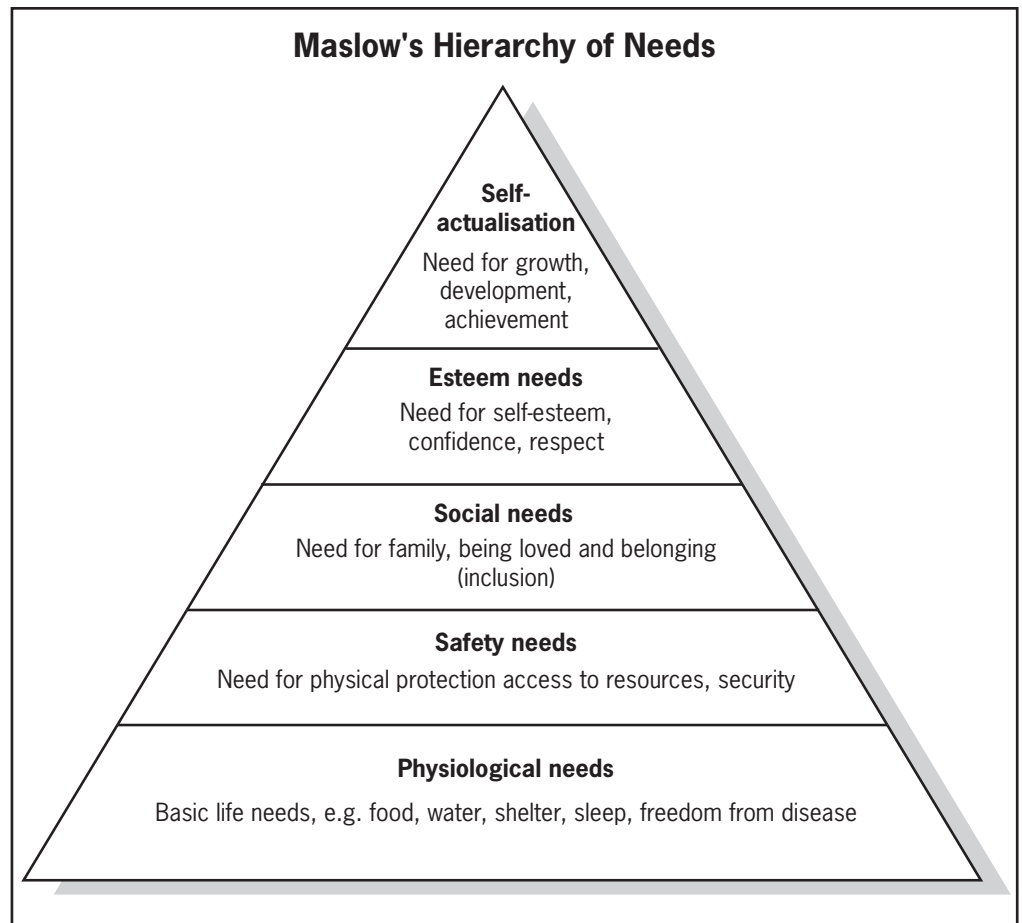 Maslow's Hierarchy of Needs
Self-
actualisation
Need for growth,
development,
achievement
Esteem needs
Need for self-esteem,
confidence, respect
Social needs
Need for family, being loved and belonging
(inclusion)
Safety needs
Need for physical protection access to resources, security
Physiological needs
Basic life needs, e.g. food, water, shelter, sleep, freedom from disease